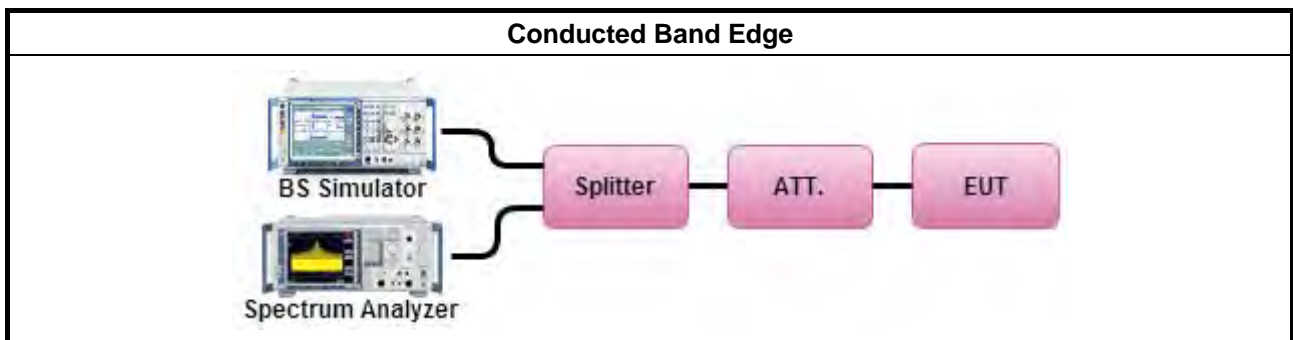 Conducted Band Edge
BS Simulator
Splitter
ATT.
EUT
Spectrum Analyzer